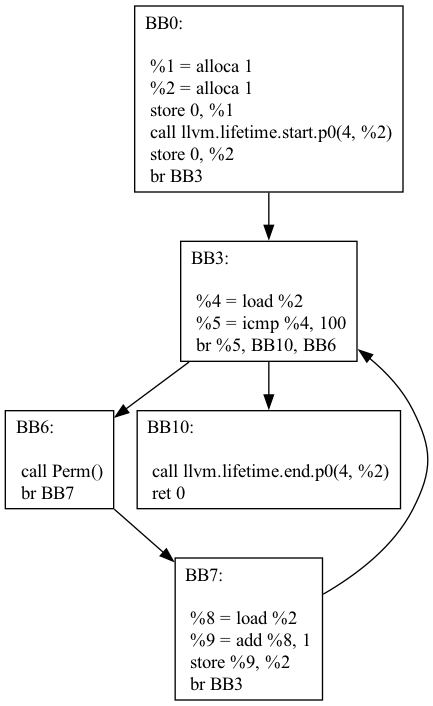 BB0:
%1 = alloca 1
%2 = alloca 1
store 0, %1
call llvm.lifetime.start.p0(4, %2)
store 0, %2
br BB3
BB3:
%4 = load %2
%5 = icmp %4, 100
br %5, BB10, BB6
BB6:
call Perm()
br BB7
BB10:
call llvm.lifetime.end.p0(4, %2)
ret 0
BB7:
%8 = load %2
%9 = add %8, 1
store %9, %2
br BB3